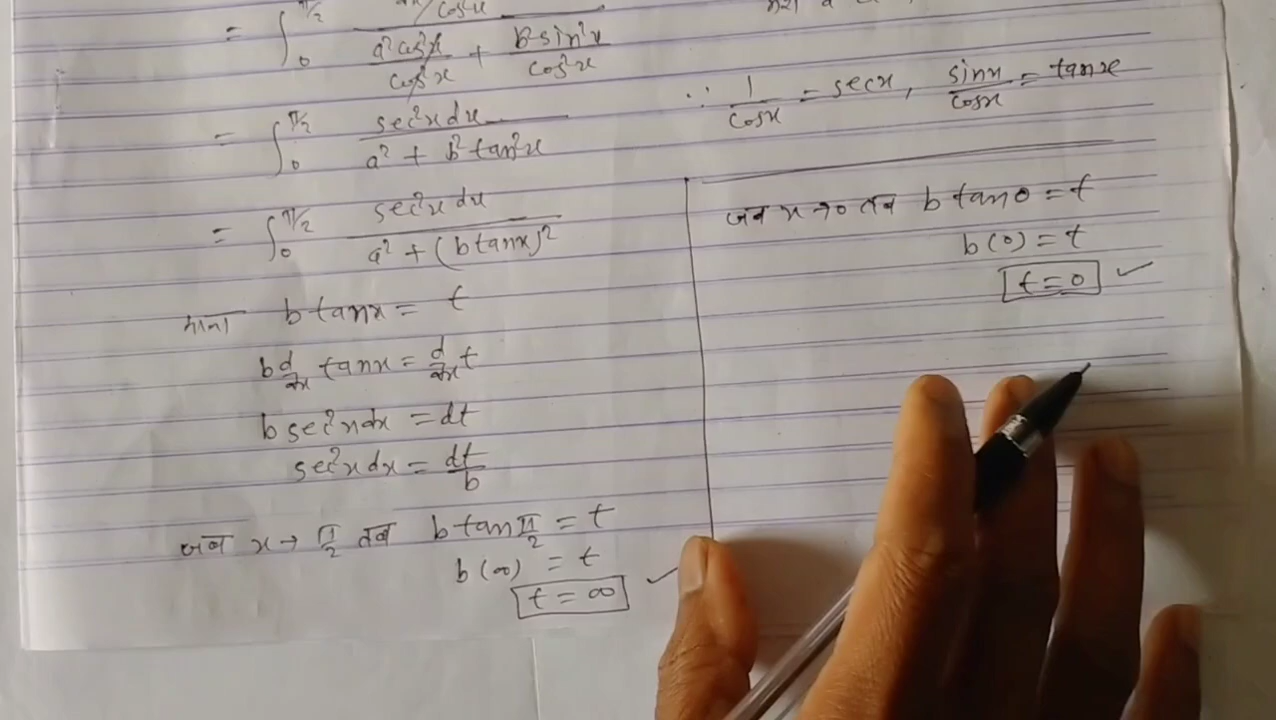 = ∫₀^π/2 /cos²x / a²cos²x/cos²x + b²sin²x/cos²x
= ∫₀^π/2 sec²x dx / a² + b²tan²x
= ∫₀^π/2 sec²x dx / a² + (b tanx)²
माना b tanx = t
b d/dx tanx = d/dx t
b sec²x dx = dt
sec²x dx = dt/b
जब x → π/2 तब b tan π/2 = t
b (∞) = t
t = ∞ ✓
∵ 1/cosx = secx, sinx/cosx = tanx
जब x → 0 तब b tan0 = t
b (0) = t
t = 0 ✓